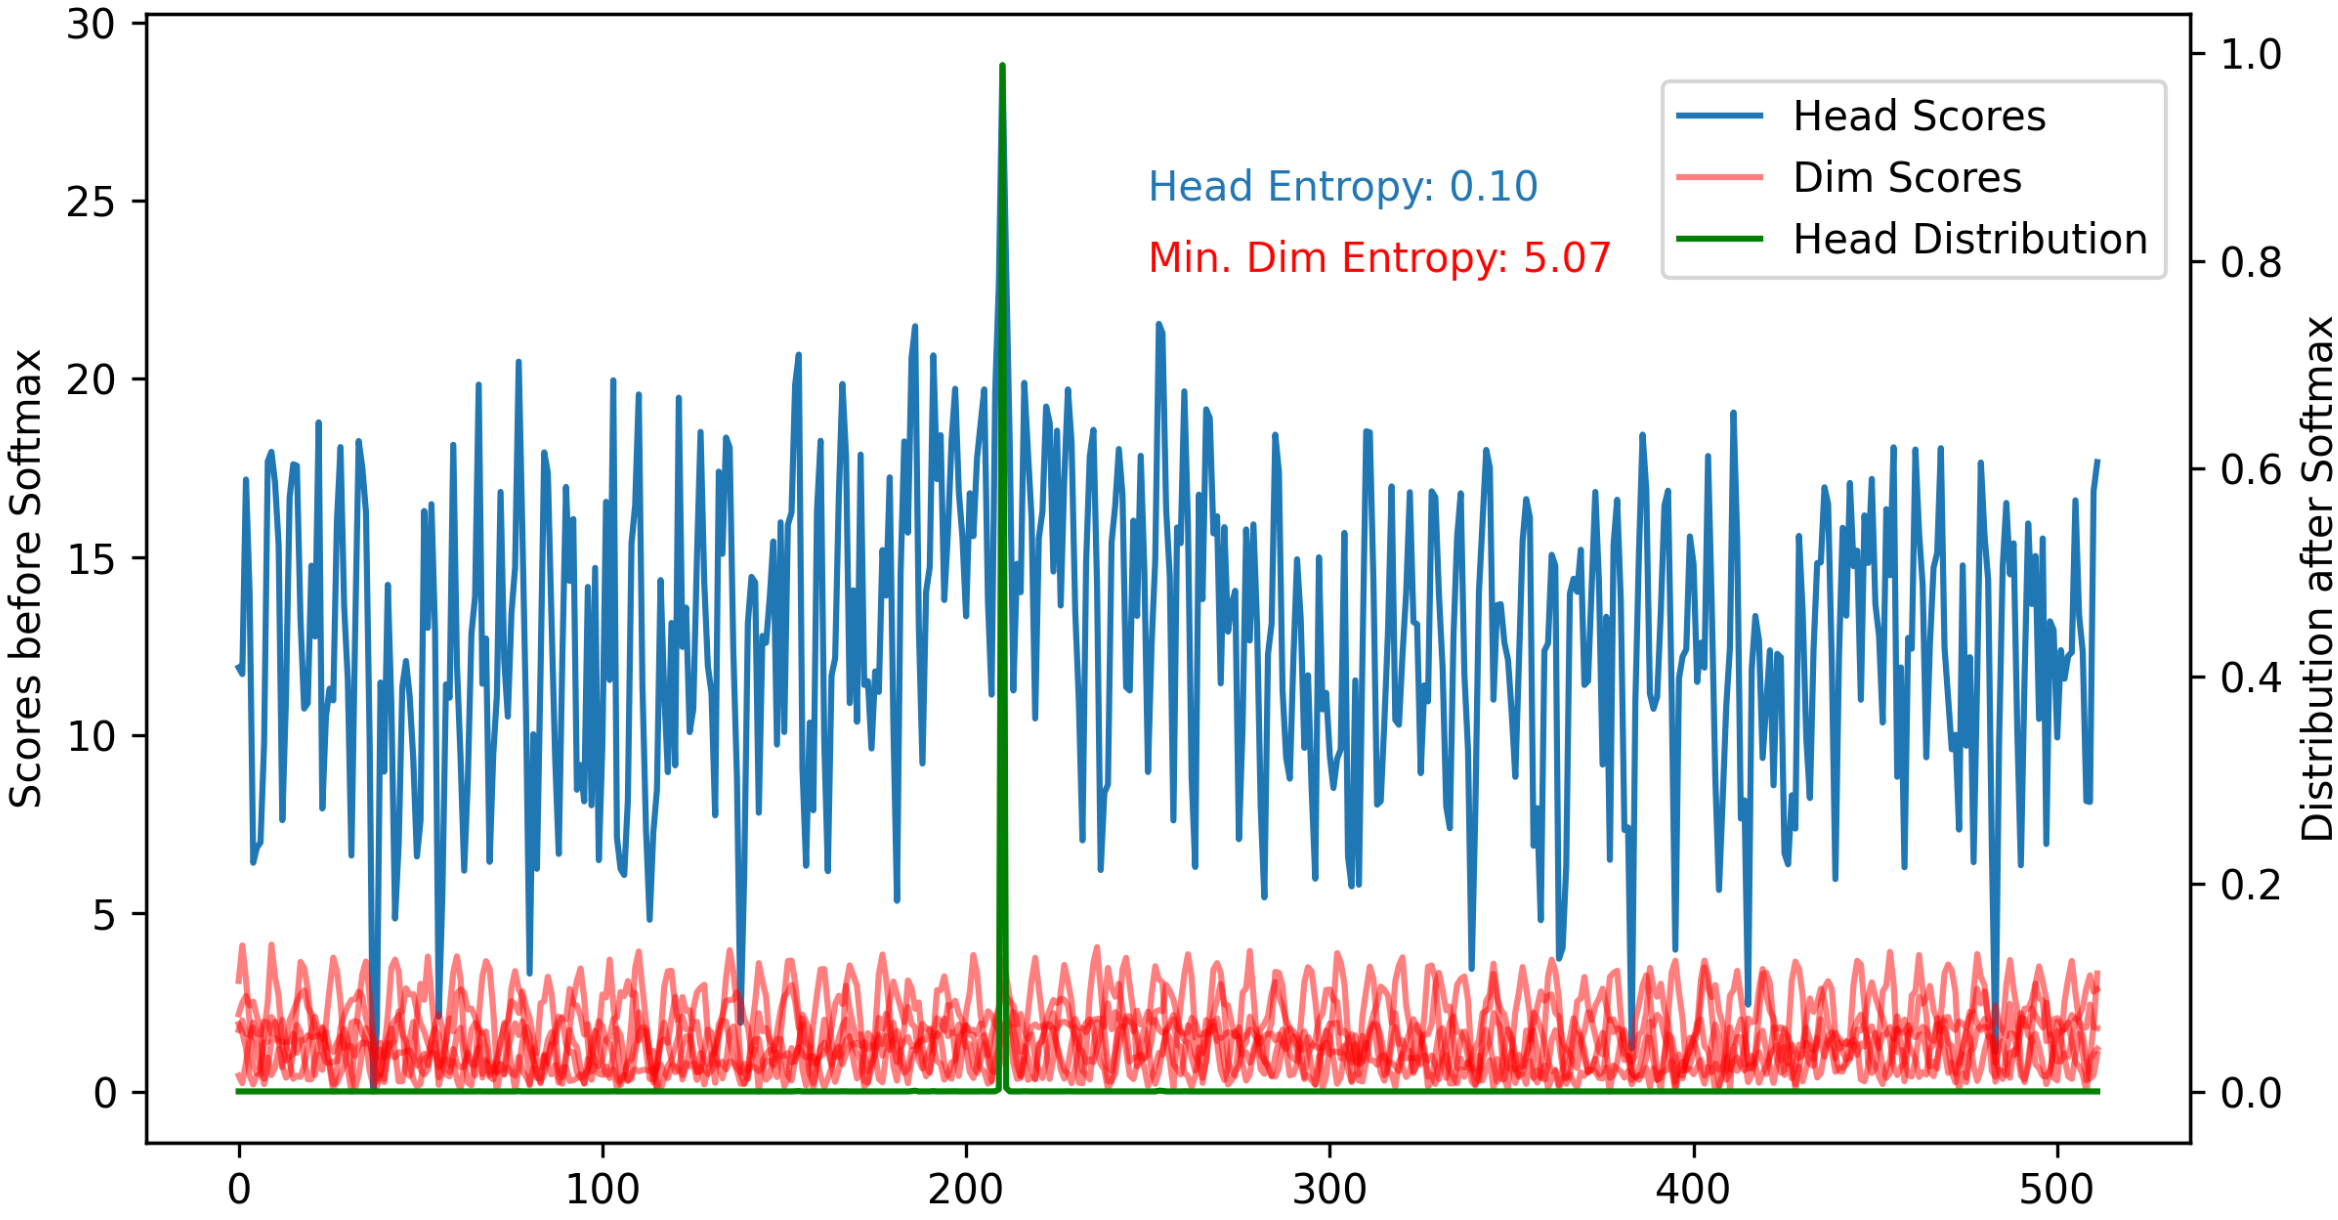 30
25
20
15
10
5
0
Scores before Softmax
Head Entropy: 0.10
Min. Dim Entropy: 5.07
Head Scores
Dim Scores
Head Distribution
1.0
0.8
0.6
0.4
0.2
0.0
Distribution after Softmax
0 100 200 300 400 500